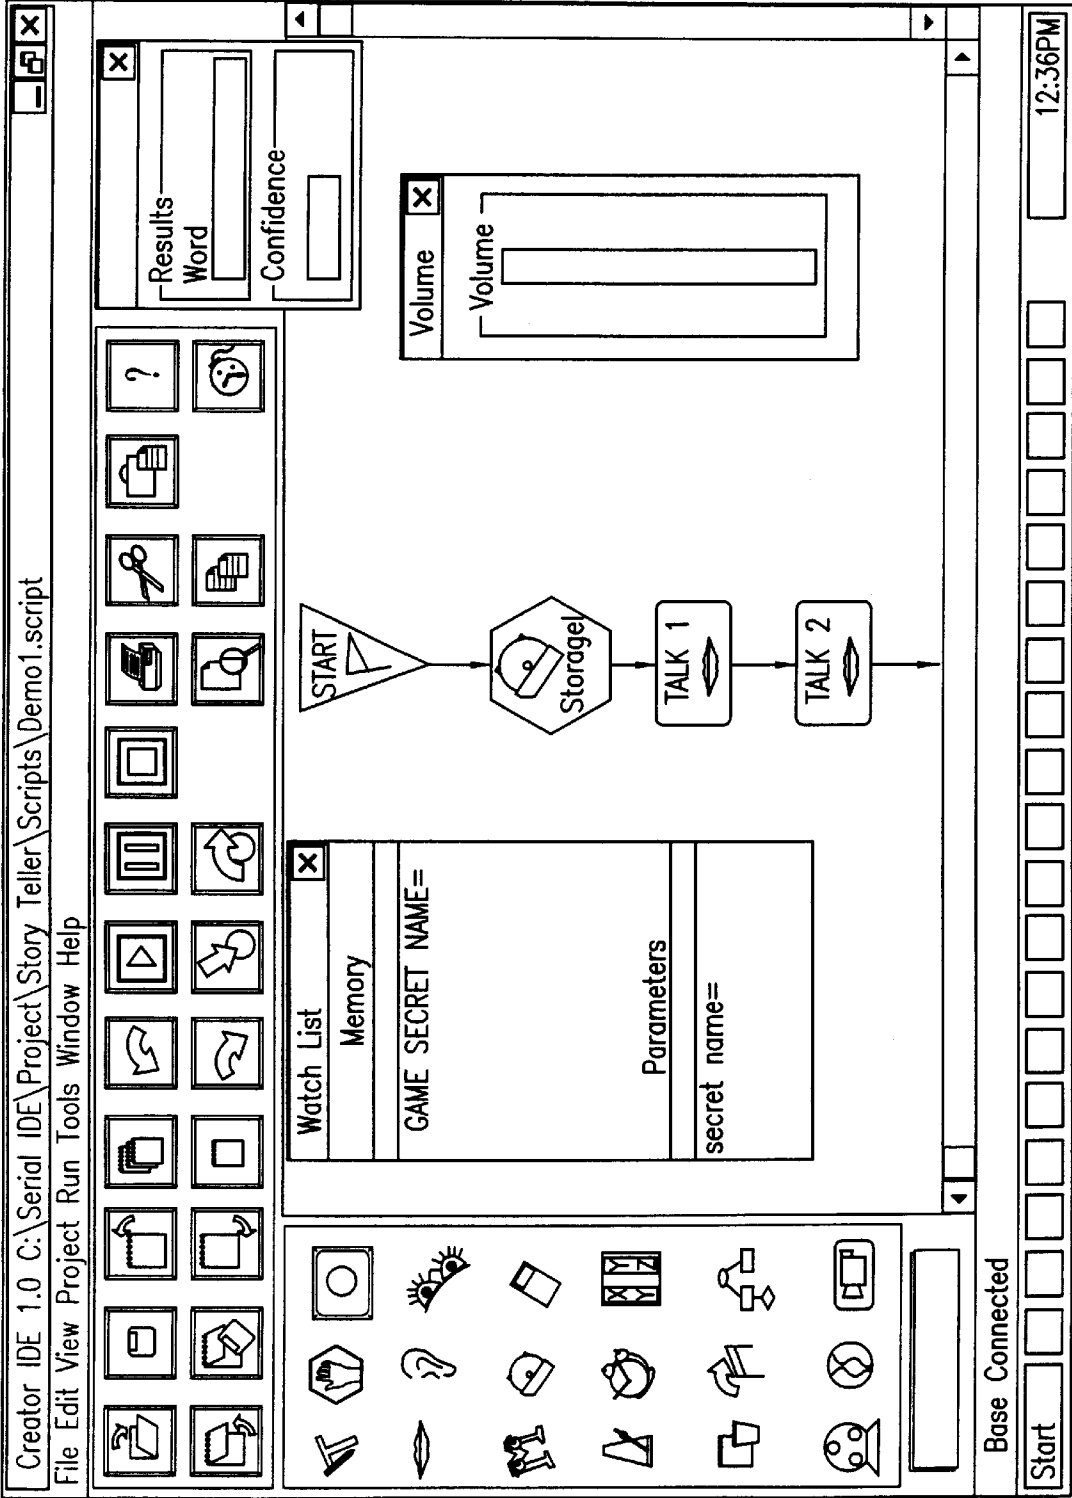 Creator IDE 1.0 C:\Serial IDE\Project\Story Teller\Scripts\Demo1.script
File Edit View Project Run Tools Window Help
?
Results
Word
Confidence
Watch List
Memory
GAME SECRET NAME=
Parameters
secret name=
START
Storagel
TALK 1
TALK 2
Volume
Volume
X Y
X Z
Base Connected
Start
12:36PM